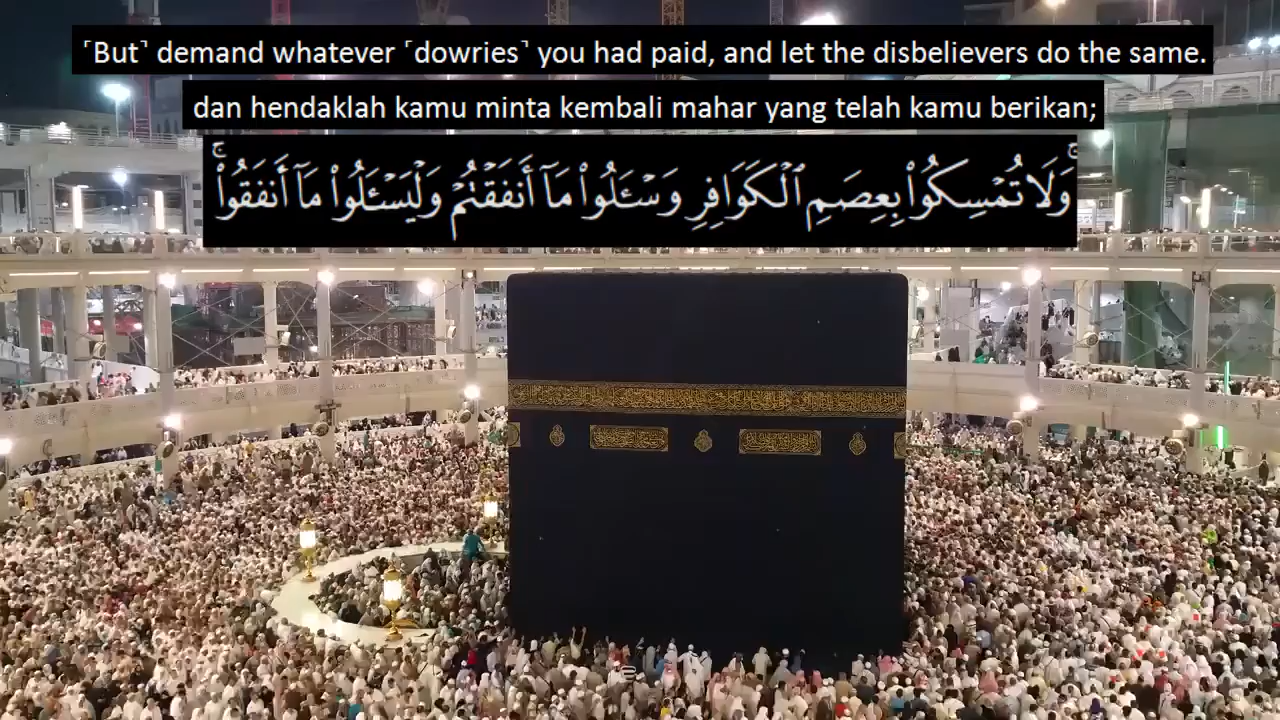 ⸢But⸣ demand whatever ⸢dowries⸣ you had paid, and let the disbelievers do the same.
dan hendaklah kamu minta kembali mahar yang telah kamu berikan;
وَلَا تُمْسِكُوا۟ بِعِصَمِ ٱلْكَوَافِرِ وَسْـَٔلُوا۟ مَآ أَنفَقْتُمْ وَلْيَسْـَٔلُوا۟ مَآ أَنفَقُوا۟ ۚ